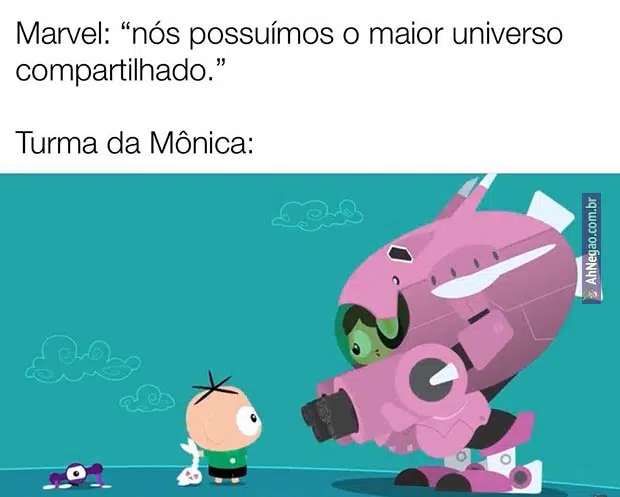 Marvel: “nós possuímos o maior universo
compartilhado.”
Turma da Mônica:
AhNegao.com.br